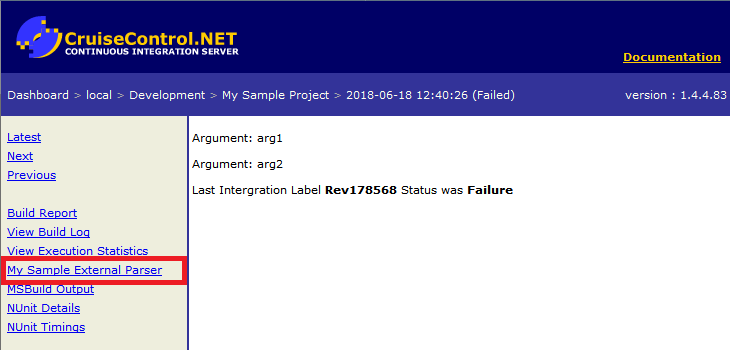 CruiseControl.NET
CONTINUOUS INTEGRATION SERVER
Documentation
Dashboard > local > Development > My Sample Project > 2018-06-18 12:40:26 (Failed) version : 1.4.4.83
Latest
Next
Previous
Build Report
View Build Log
View Execution Statistics
My Sample External Parser
MSBuild Output
NUnit Details
NUnit Timings
Argument: arg1
Argument: arg2
Last Intergration Label Rev178568 Status was Failure